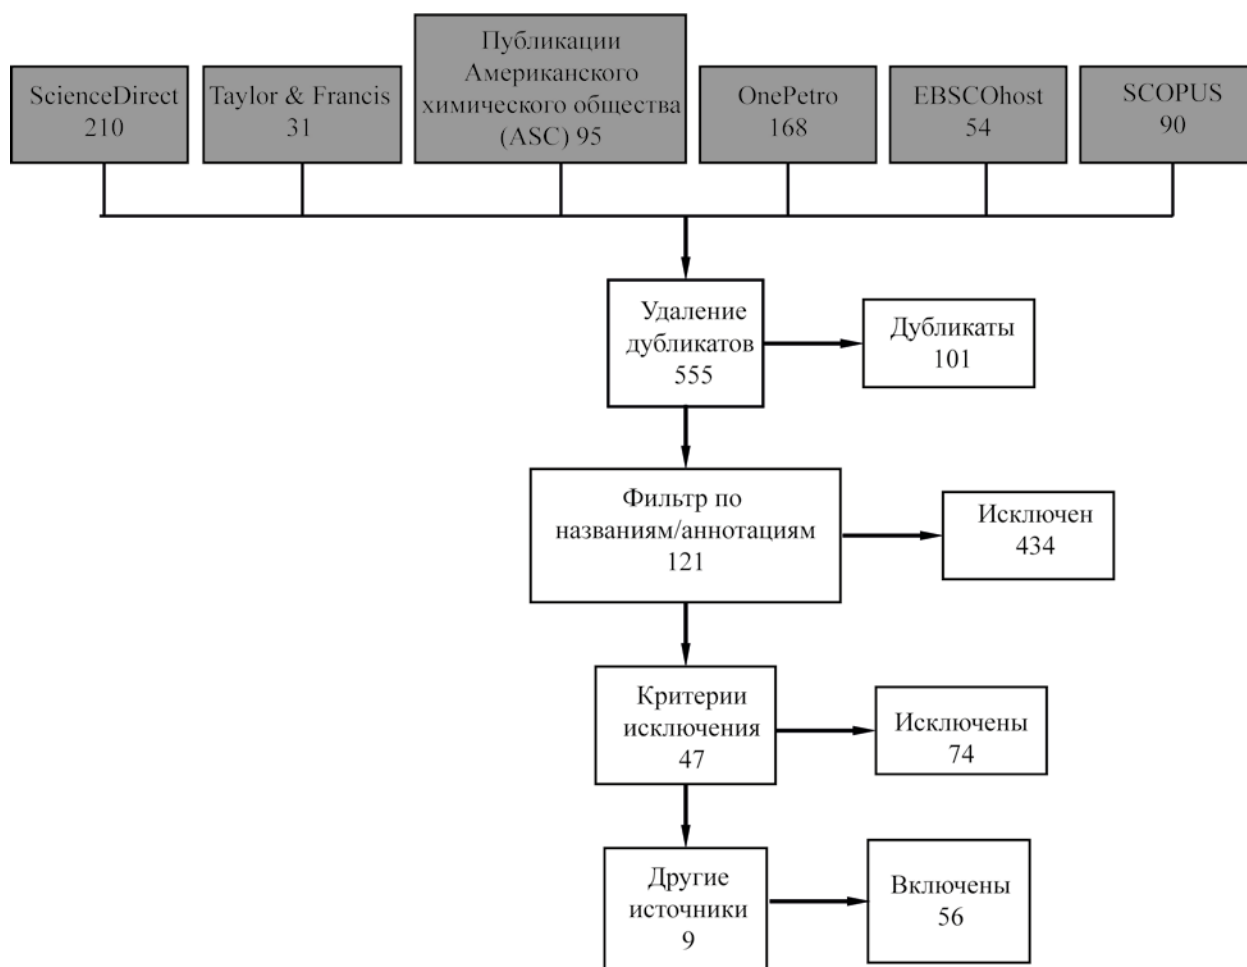 ScienceDirect
210
Taylor & Francis
31
Публикации
Американского
химического общества
(ASC) 95
OnePetro
168
EBSCOhost
54
SCOPUS
90
Удаление
дубликатов
555
Дубликаты
101
Фильтр по
названиям/аннотациям
121
Исключен
434
Критерии
исключения
47
Исключены
74
Другие
источники
9
Включены
56